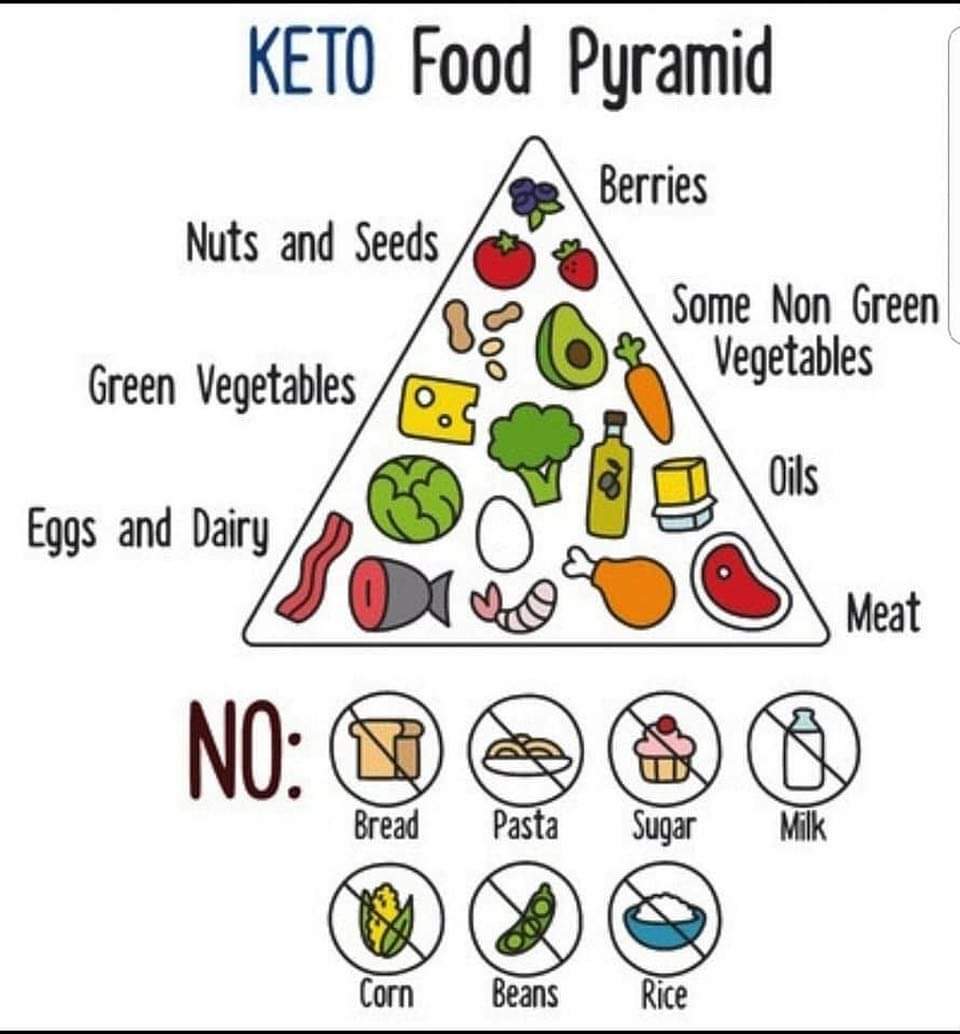 KETO Food Pyramid
Berries
Nuts and Seeds
Some Non Green
Vegetables
Green Vegetables
Oils
Eggs and Dairy
Meat
NO:
Bread
Pasta
Sugar
Milk
Corn
Beans
Rice